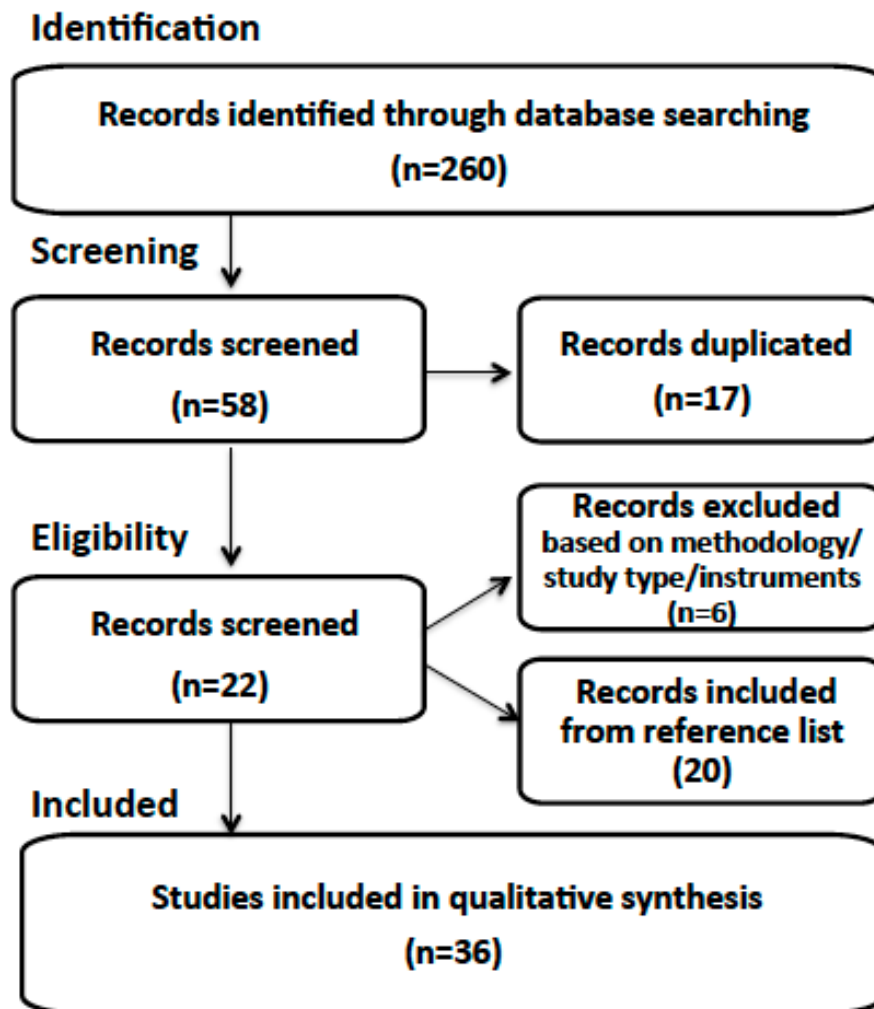 Identification
Records identified through database searching
(n=260)
Screening
Records screened
(n=58)
Records duplicated
(n=17)
Eligibility
Records screened
(n=22)
Records excluded
based on methodology/
study type/instruments
(n=6)
Records included
from reference list
(20)
Included
Studies included in qualitative synthesis
(n=36)